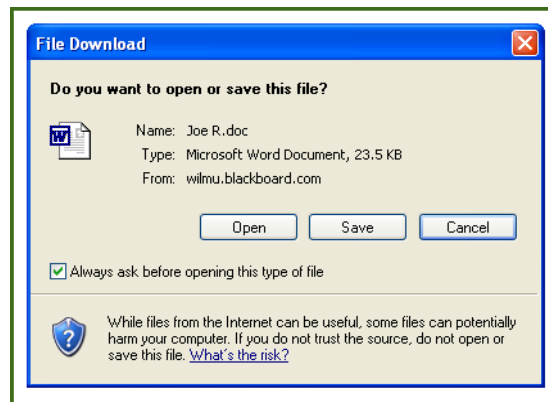 File Download
Do you want to open or save this file?
Name: Joe R.doc
Type: Microsoft Word Document, 23.5 KB
From: wilmu.blackboard.com
Open Save Cancel
Always ask before opening this type of file
While files from the Internet can be useful, some files can potentially
harm your computer. If you do not trust the source, do not open or
save this file. What's the risk?